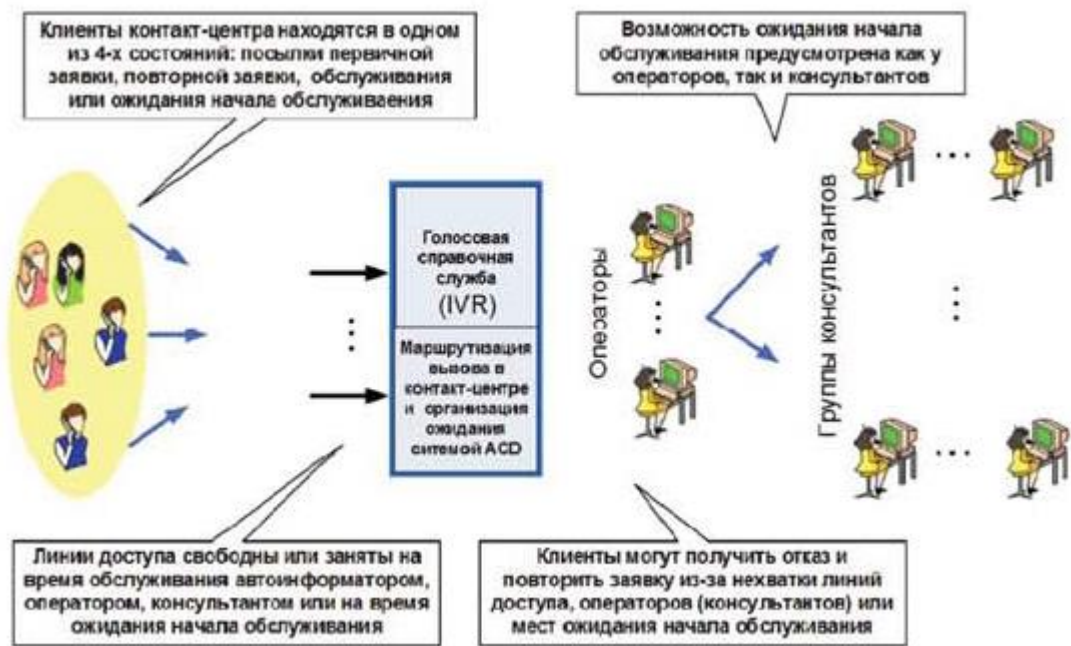 Клиенты контакт-центра находятся в одном
из 4-х состояний: посылки первичной
заявки, повторной заявки, обслуживания
или ожидания начала обслуживаения
Возможность ожидания начала
обслуживания предусмотрена как у
операторов, так и консультантов
Голосовая
справочная
служба
(IVR)
Маршрутизация
вызова в
контакт-центре
и организация
ожидания
ситемой ACD
Операторы
Группы консультантов
Линии доступа свободны или заняты на
время обслуживания автоинформатором,
оператором, консультантом или на время
ожидания начала обслуживания
Клиенты могут получить отказ и
повторить заявку из-за нехватки линий
доступа, операторов (консультантов) или
мест ожидания начала обслуживания